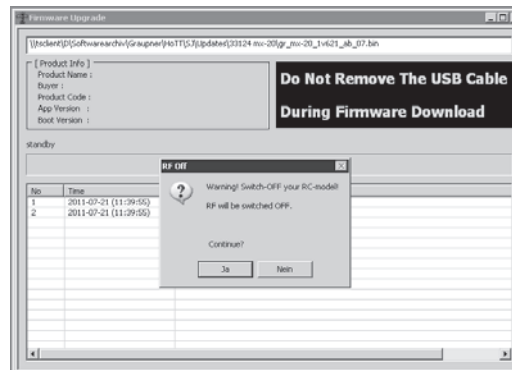 Firmware Upgrade
\\tsclient\D\Softwarearchiv\Graupner\HoTT\SJ\Updates\33124 mx-20\gr_mx-20_1v621_ab_07.bin
[ Product Info ]
Product Name :
Buyer :
Product Code :
App Version :
Boot Version :
Do Not Remove The USB Cable
During Firmware Download
standby
RF Off
Warning! Switch-OFF your RC-model!
RF will be switched OFF.
Continue?
Ja Nein
No Time
1 2011-07-21 (11:39:55)
2 2011-07-21 (11:39:55)